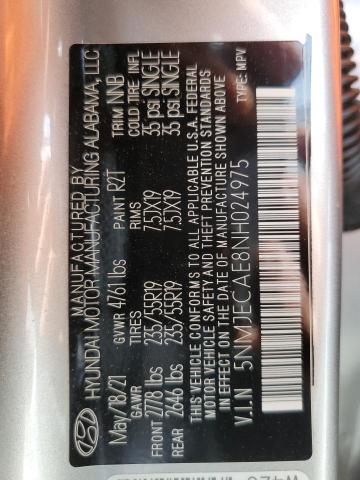 MANUFACTURED BY
HYUNDAI MOTOR MANUFACTURING ALABAMA, LLC
May/18/21 GVWR 4761 lbs PAINT R2T TRIM NNB
GAWR RIMS COLD TIRE INFL
FRONT 2778 lbs 235/55R19 7.5JX19 35 psi SINGLE
REAR 2646 lbs 235/55R19 7.5JX19 35 psi SINGLE
THIS VEHICLE CONFORMS TO ALL APPLICABLE U.S.A. FEDERAL
MOTOR VEHICLE SAFETY AND THEFT PREVENTION STANDARDS
IN EFFECT ON THE DATE OF MANUFACTURE SHOWN ABOVE
V.I.N 5NMJECAE8NH024975
TYPE: MPV